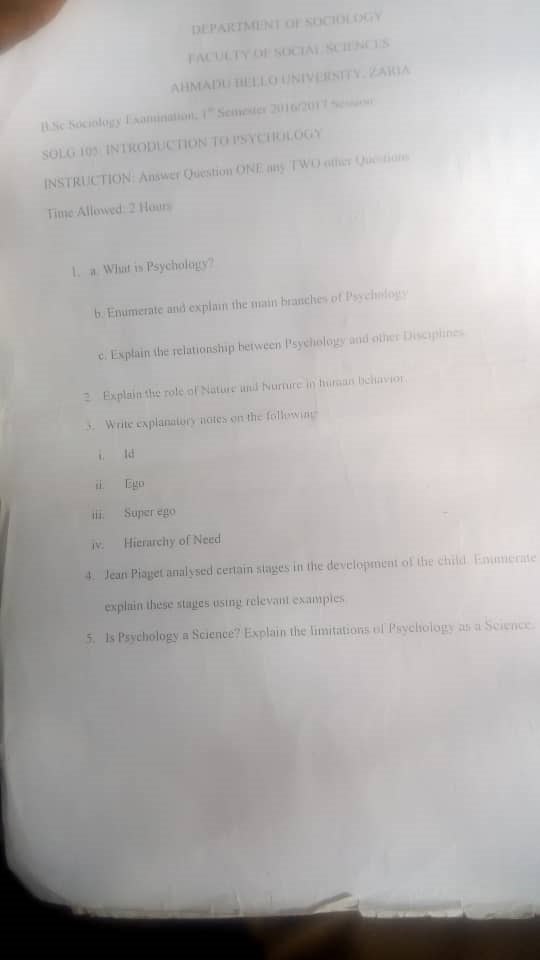 DEPARTMENT OF SOCIOLOGY
FACULTY OF SOCIAL SCIENCES
AHMADU BELLO UNIVERSITY, ZARIA
B.Sc Sociology Examination, 1st Semester 2016/2017 Session
SOLG 105: INTRODUCTION TO PSYCHOLOGY
INSTRUCTION: Answer Question ONE any TWO other Questions
Time Allowed: 2 Hours
1. a. What is Psychology?
b. Enumerate and explain the main branches of Psychology
c. Explain the relationship between Psychology and other Disciplines.
2. Explain the role of Nature and Nurture in human behavior
3. Write explanatory notes on the following:
i. Id
ii. Ego
iii. Super ego
iv. Hierarchy of Need
4. Jean Piaget analysed certain stages in the development of the child. Enumerate
explain these stages using relevant examples.
5. Is Psychology a Science? Explain the limitations of Psychology as a Science.